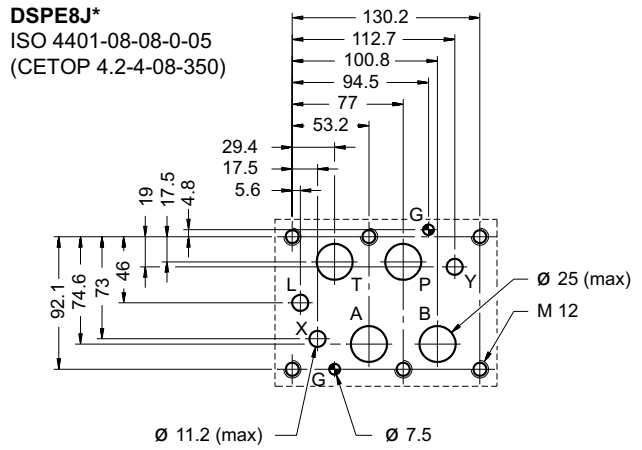 DSPE8J*
ISO 4401-08-08-0-05
(CETOP 4.2-4-08-350)
130.2
112.7
100.8
94.5
77
53.2
29.4
17.5
5.6
19
17.5
4.8
92.1
74.6
73
46
G
T
P
Y
L
A
B
X
G
Ø 25 (max)
M 12
Ø 11.2 (max)
Ø 7.5